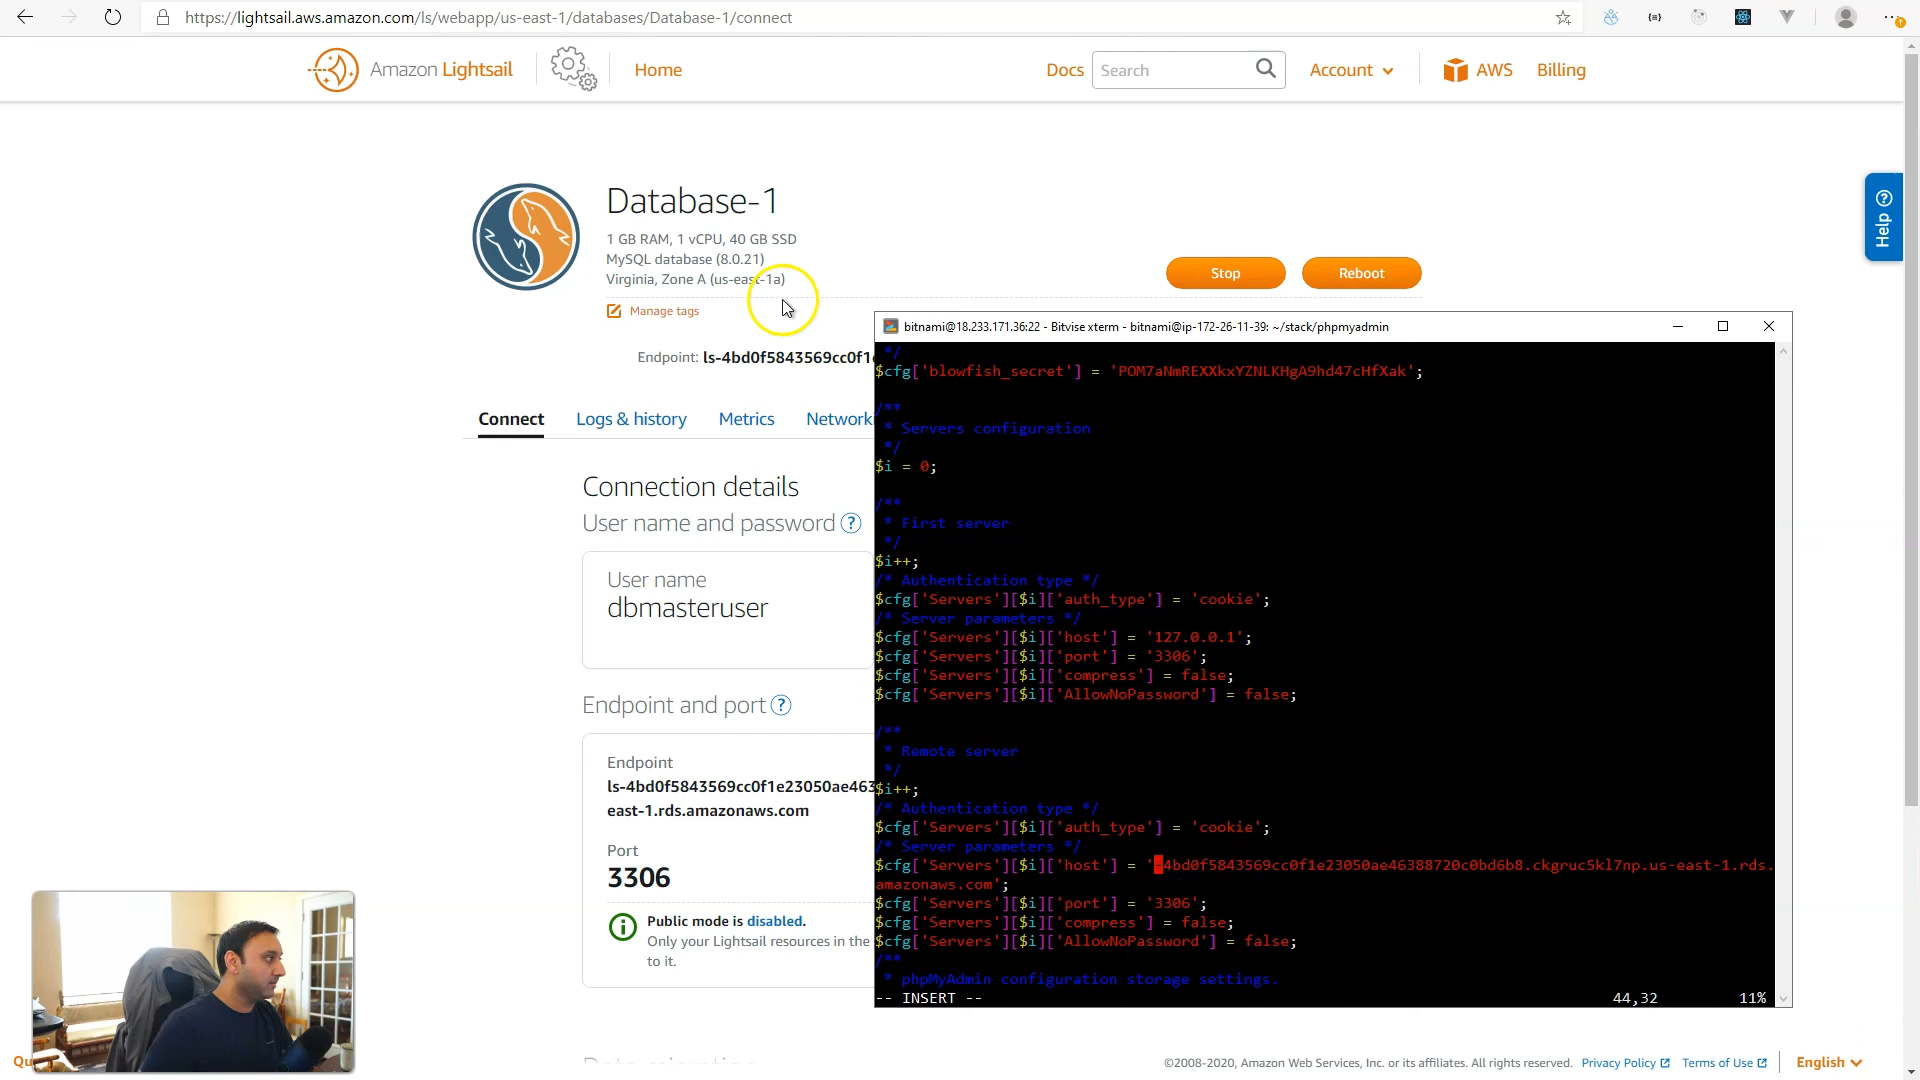 https://lightsail.aws.amazon.com/ls/webapp/us-east-1/databases/Database-1/connect
Amazon Lightsail
Home
Docs
Search
Account
AWS
Billing
Help
Database-1
1 GB RAM, 1 vCPU, 40 GB SSD
MySQL database (8.0.21)
Virginia, Zone A (us-east-1a)
Stop
Reboot
Manage tags
Endpoint: ls-4bd0f5843569cc0f1
Connect
Logs & history
Metrics
Network
Connection details
User name and password
User name
dbmasteruser
Endpoint and port
Endpoint
ls-4bd0f5843569cc0f1e23050ae463
east-1.rds.amazonaws.com
Port
3306
Public mode is disabled.
Only your Lightsail resources in the
to it.
bitnami@18.233.171.36:22 - Bitvise xterm - bitnami@ip-172-26-11-39: ~/stack/phpmyadmin
*/
$cfg['blowfish_secret'] = 'POM7aNmREXXkxYZNLKHgA9hd47cHfXak';
/**
* Servers configuration
*/
$i = 0;
/**
* First server
*/
$i++;
/* Authentication type */
$cfg['Servers'][$i]['auth_type'] = 'cookie';
/* Server parameters */
$cfg['Servers'][$i]['host'] = '127.0.0.1';
$cfg['Servers'][$i]['port'] = '3306';
$cfg['Servers'][$i]['compress'] = false;
$cfg['Servers'][$i]['AllowNoPassword'] = false;
/**
* Remote server
*/
$i++;
/* Authentication type */
$cfg['Servers'][$i]['auth_type'] = 'cookie';
/* Server parameters */
$cfg['Servers'][$i]['host'] = '-4bd0f5843569cc0f1e23050ae46388720c0bd6b8.ckgruc5kl7np.us-east-1.rds.
amazonaws.com';
$cfg['Servers'][$i]['port'] = '3306';
$cfg['Servers'][$i]['compress'] = false;
$cfg['Servers'][$i]['AllowNoPassword'] = false;
/**
* phpMyAdmin configuration storage settings.
-- INSERT --
44,32
11%
Qu
©2008-2020, Amazon Web Services, Inc. or its affiliates. All rights reserved.
Privacy Policy
Terms of Use
English